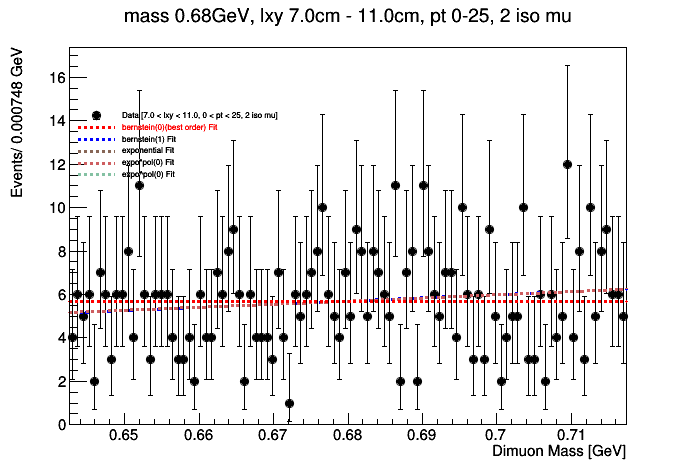 mass 0.68GeV, lxy 7.0cm - 11.0cm, pt 0-25, 2 iso mu
Events/ 0.000748 GeV
16
14
12
10
8
6
4
2
0
Data [7.0 < lxy < 11.0, 0 < pt < 25, 2 iso mu]
bernstein(0)(best order) Fit
bernstein(1) Fit
exponential Fit
expo*pol(0) Fit
expo*pol(0) Fit
0.65 0.66 0.67 0.68 0.69 0.7 0.71
Dimuon Mass [GeV]